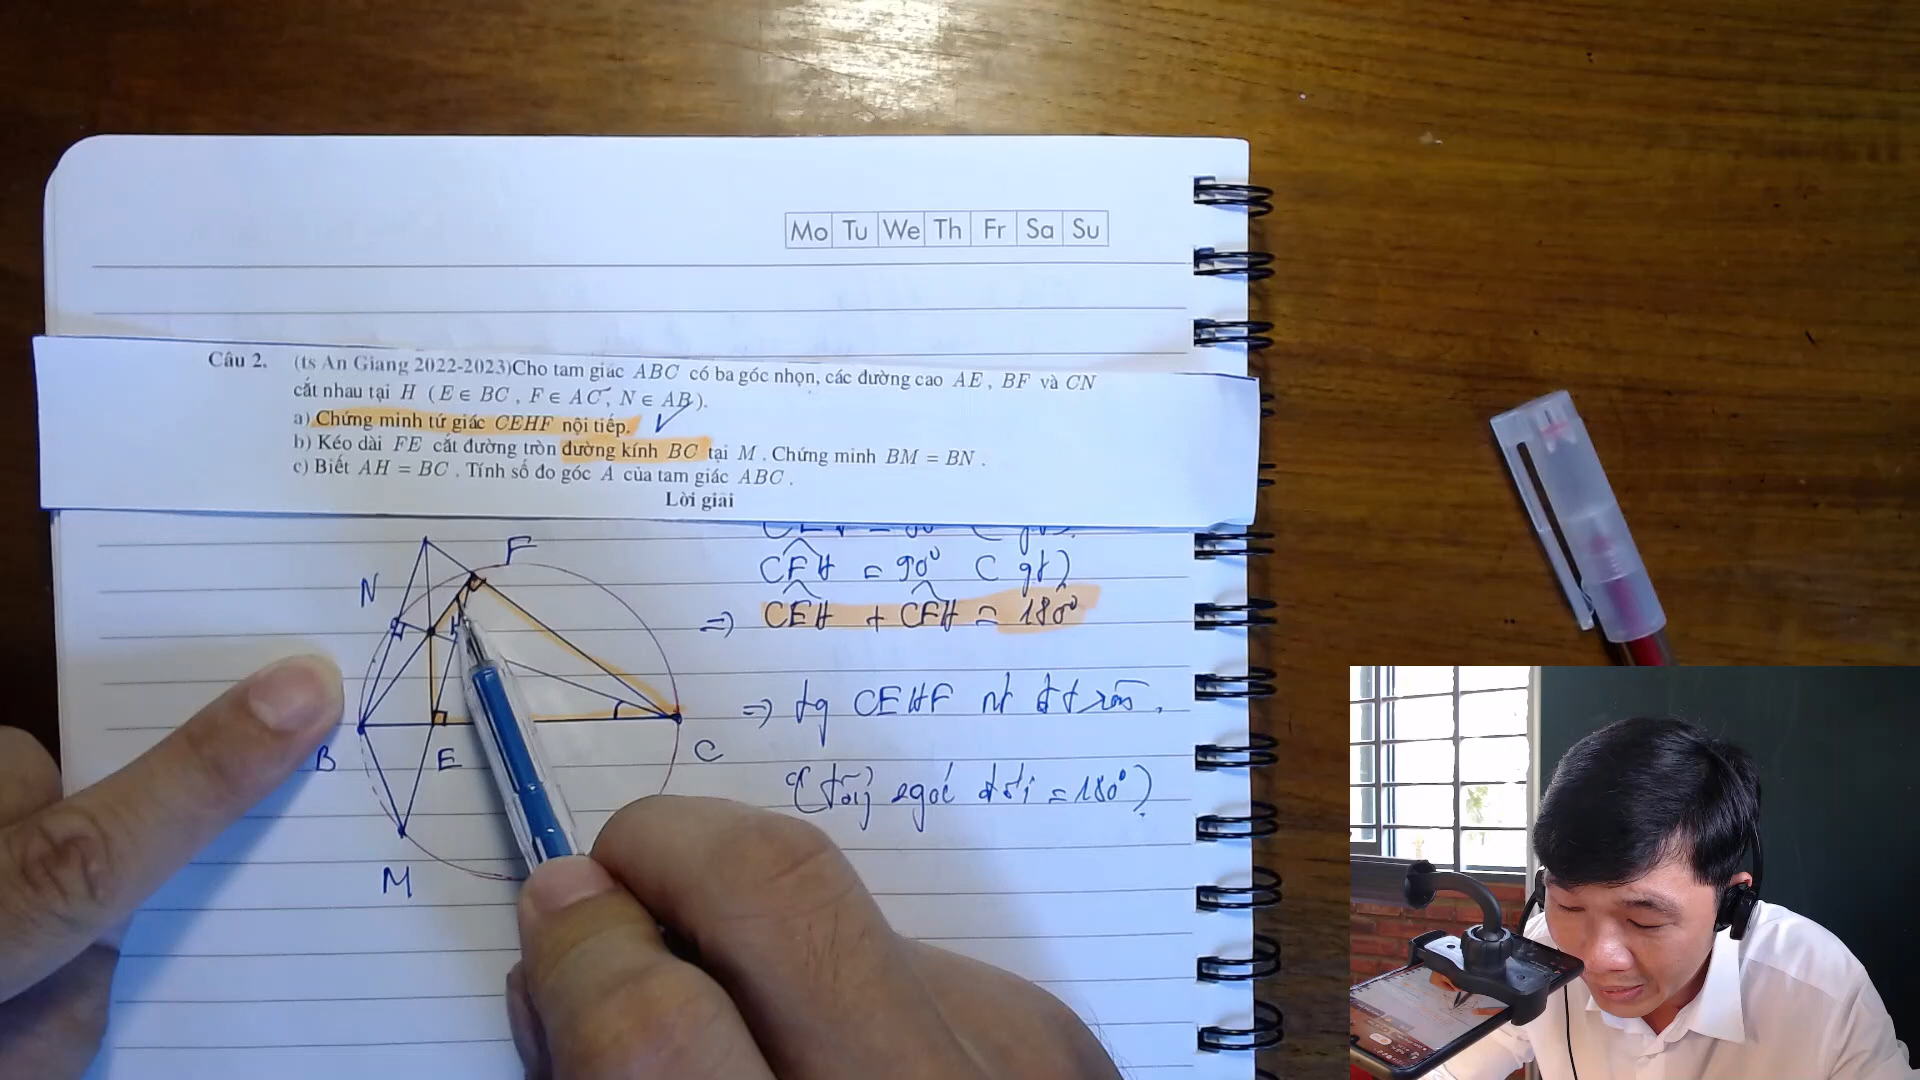 Mo Tu We Th Fr Sa Su
Câu 2. (ts An Giang 2022-2023)Cho tam giác ABC có ba góc nhọn, các đường cao AE , BF và CN
cắt nhau tại H ( E ∈ BC , F ∈ AC , N ∈ AB ).
a) Chứng minh tứ giác CEHF nội tiếp.
b) Kéo dài FE cắt đường tròn đường kính BC tại M . Chứng minh BM = BN .
c) Biết AH = BC . Tính số đo góc A của tam giác ABC .
Lời giải
CFH = 90° ( gt )
=> CEH + CFH = 180°
=> tg CEHF nt đt tròn.
( tổng 2 góc đối = 180° )
F
N
H
B
E
C
M